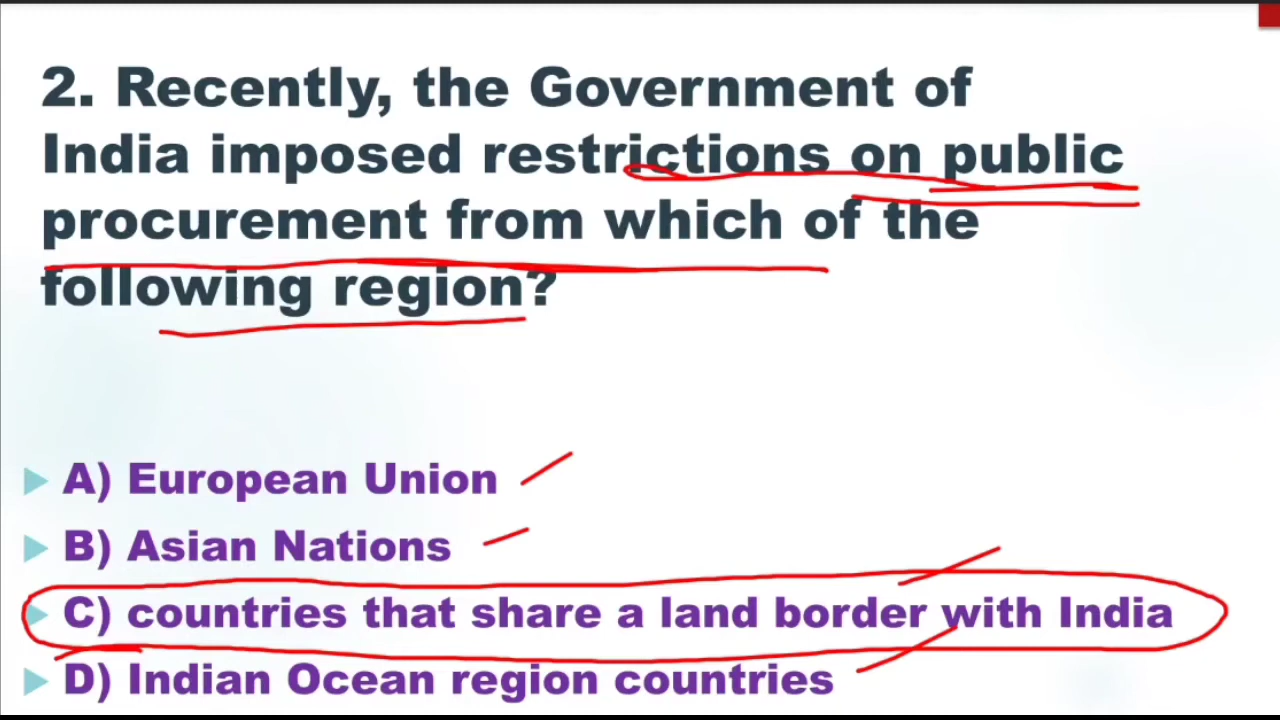 2. Recently, the Government of
India imposed restrictions on public
procurement from which of the
following region?
A) European Union
B) Asian Nations
C) countries that share a land border with India
D) Indian Ocean region countries